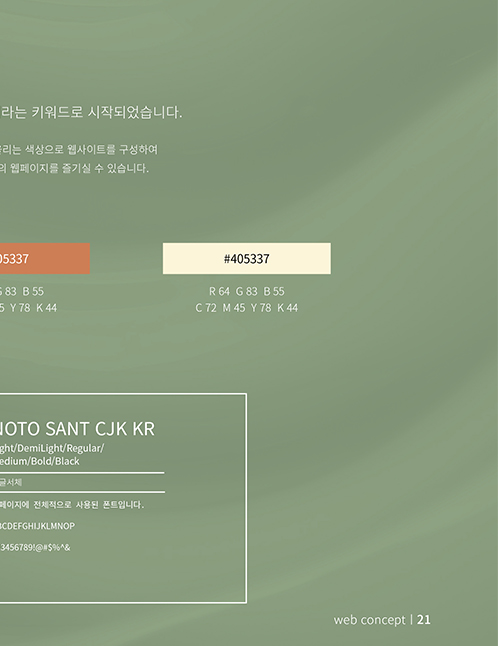 라는 키워드로 시작되었습니다.
울리는 색상으로 웹사이트를 구성하여
의 웹페이지를 즐기실 수 있습니다.
05337
#405337
G 83 B 55
R 64 G 83 B 55
5 Y 78 K 44
C 72 M 45 Y 78 K 44
NOTO SANT CJK KR
ght/DemiLight/Regular/
edium/Bold/Black
글서체
페이지에 전체적으로 사용된 폰트입니다.
BCDEFGHIJKLMNOP
3456789!@#$%^&
web concept | 21